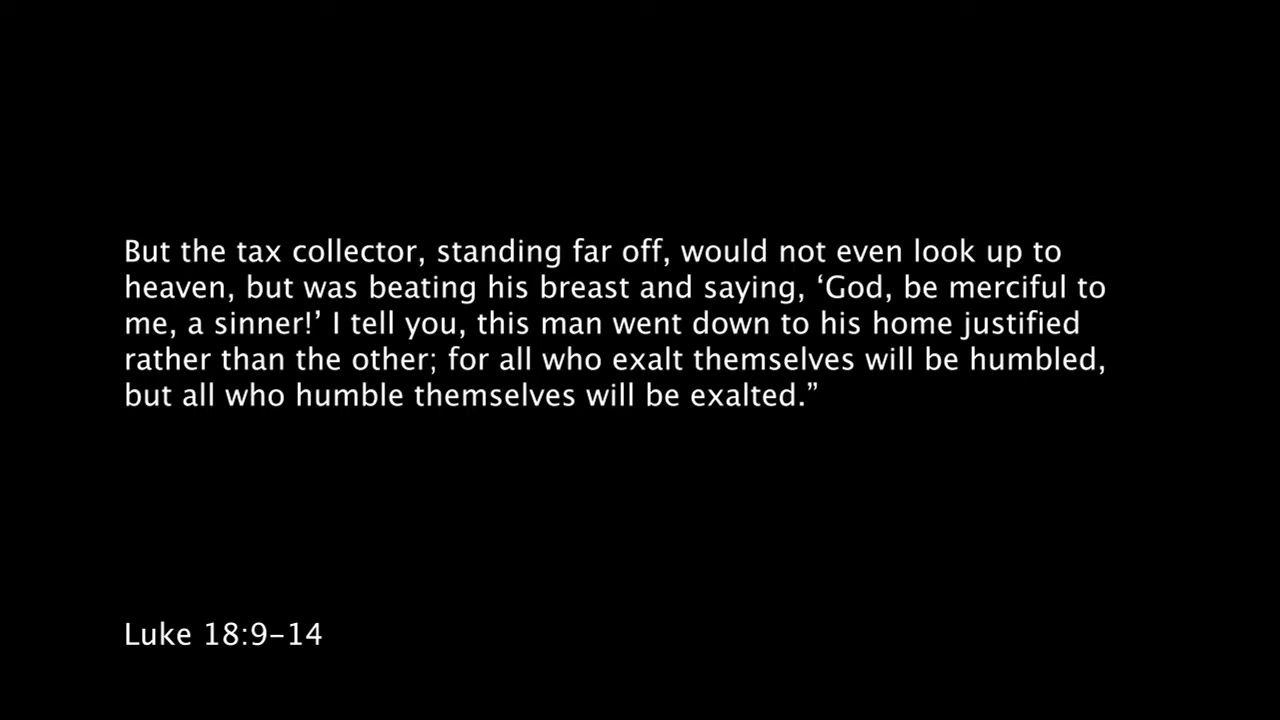 But the tax collector, standing far off, would not even look up to
heaven, but was beating his breast and saying, ‘God, be merciful to
me, a sinner!’ I tell you, this man went down to his home justified
rather than the other; for all who exalt themselves will be humbled,
but all who humble themselves will be exalted.”
Luke 18:9–14